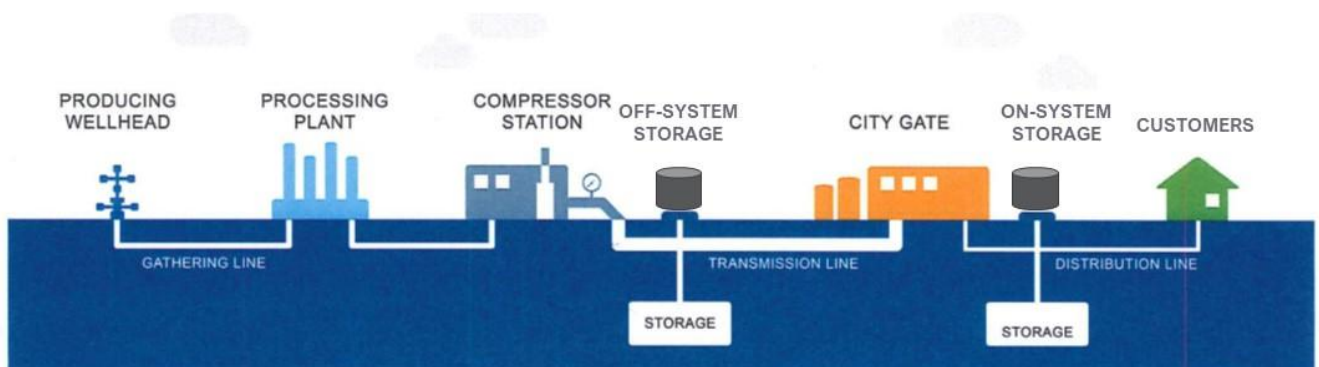 PRODUCING
WELLHEAD
PROCESSING
PLANT
COMPRESSOR
STATION
OFF-SYSTEM
STORAGE
CITY GATE
ON-SYSTEM
STORAGE
CUSTOMERS
GATHERING LINE
TRANSMISSION LINE
DISTRIBUTION LINE
STORAGE
STORAGE